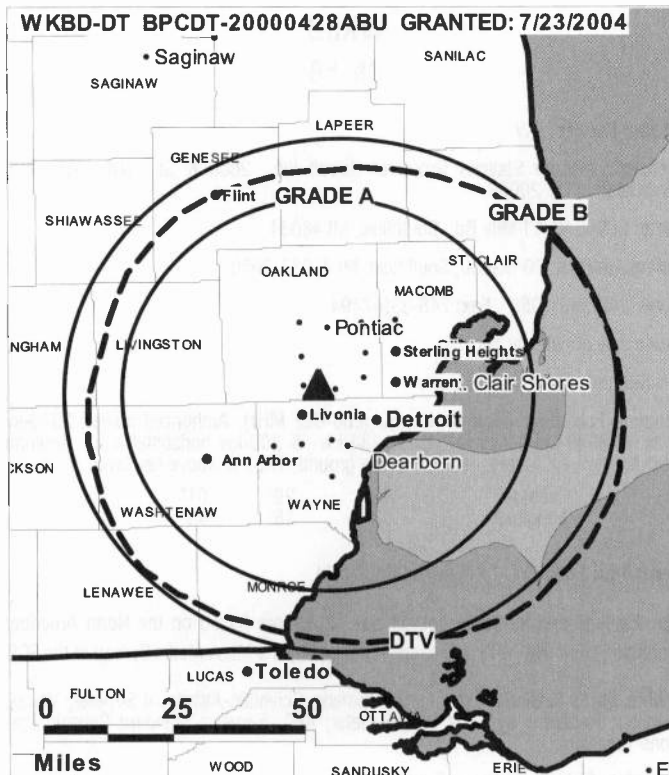 WKBD-DT BPCDT-20000428ABU GRANTED: 7/23/2004
Saginaw
SANILAC
SAGINAW
LAPEER
GENESEE
Flint
GRADE A
GRADE B
SHIAWASSEE
ST. CLAIR
OAKLAND
MACOMB
Pontiac
NGHAM
LIVINGSTON
Sterling Heights
Warren
. Clair Shores
Livonia
Detroit
Ann Arbor
Dearborn
CKSON
WAYNE
WASHTENAW
MONROE
LENAWEE
DTV
LUCAS
Toledo
FULTON
0 25 50
OTTAWA
Miles
WOOD
SANDUSKY
ERIE